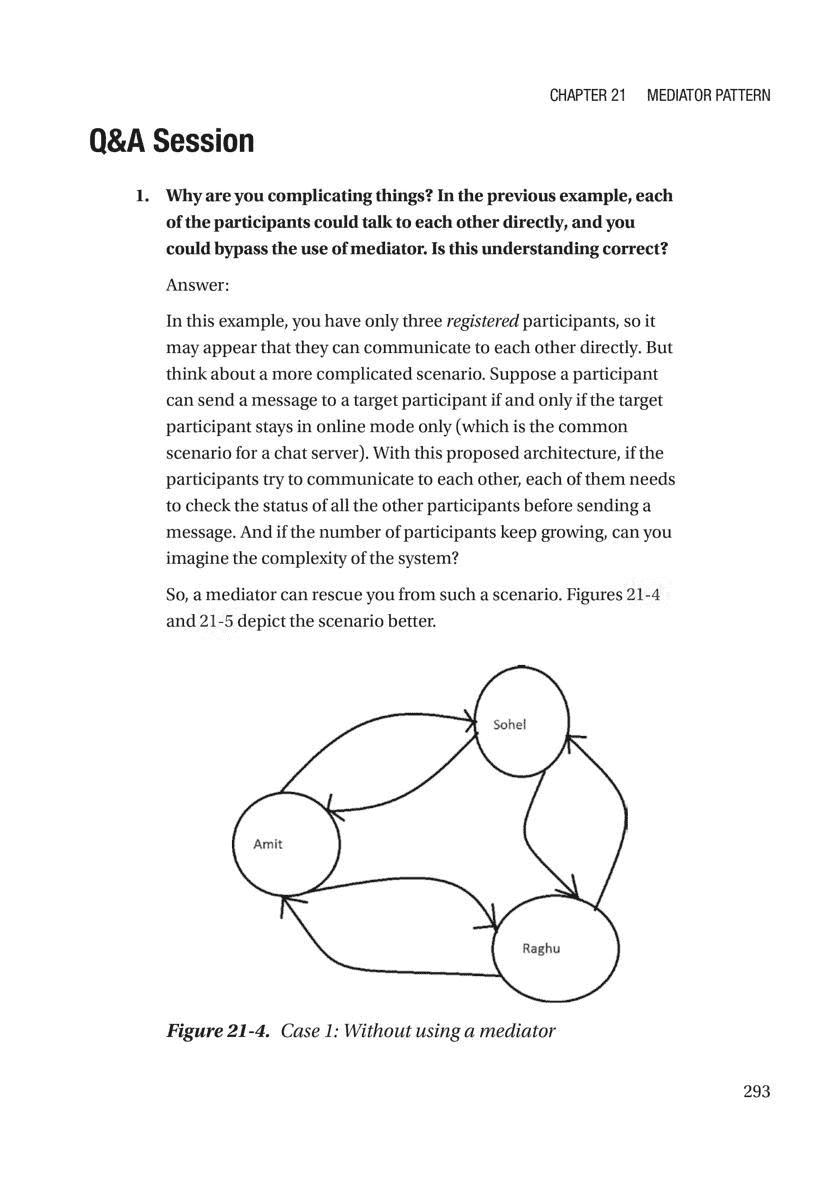 CHAPTER 21 MEDIATOR PATTERN
Q&A Session
1. Why are you complicating things? In the previous example, each
of the participants could talk to each other directly, and you
could bypass the use of mediator. Is this understanding correct?
Answer:
In this example, you have only three registered participants, so it
may appear that they can communicate to each other directly. But
think about a more complicated scenario. Suppose a participant
can send a message to a target participant if and only if the target
participant stays in online mode only (which is the common
scenario for a chat server). With this proposed architecture, if the
participants try to communicate to each other, each of them needs
to check the status of all the other participants before sending a
message. And if the number of participants keep growing, can you
imagine the complexity of the system?
So, a mediator can rescue you from such a scenario. Figures 21-4
and 21-5 depict the scenario better.
Sohel
Amit
Raghu
Figure 21-4. Case 1: Without using a mediator
293